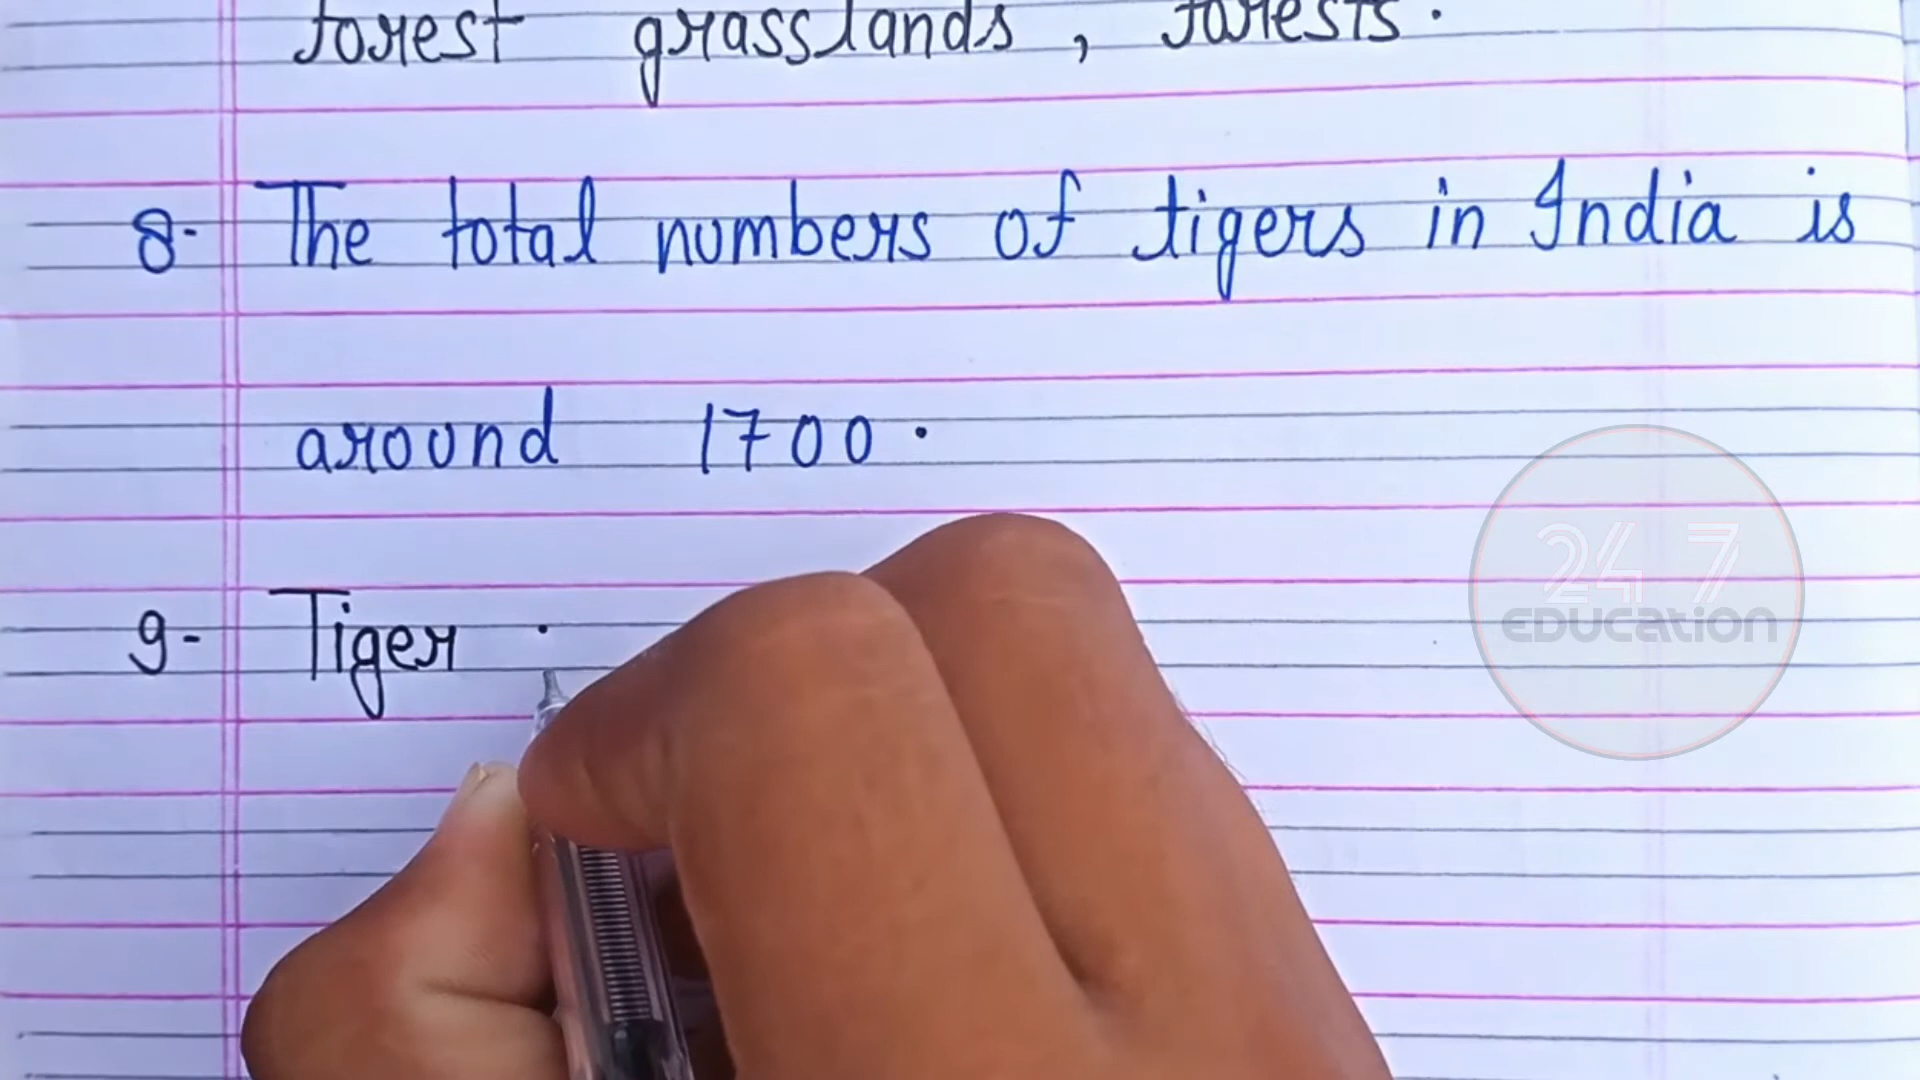 forest grasslands, forests.
8- The total numbers of tigers in India is
around 1700.
9- Tiger
24 7
EDUCATION